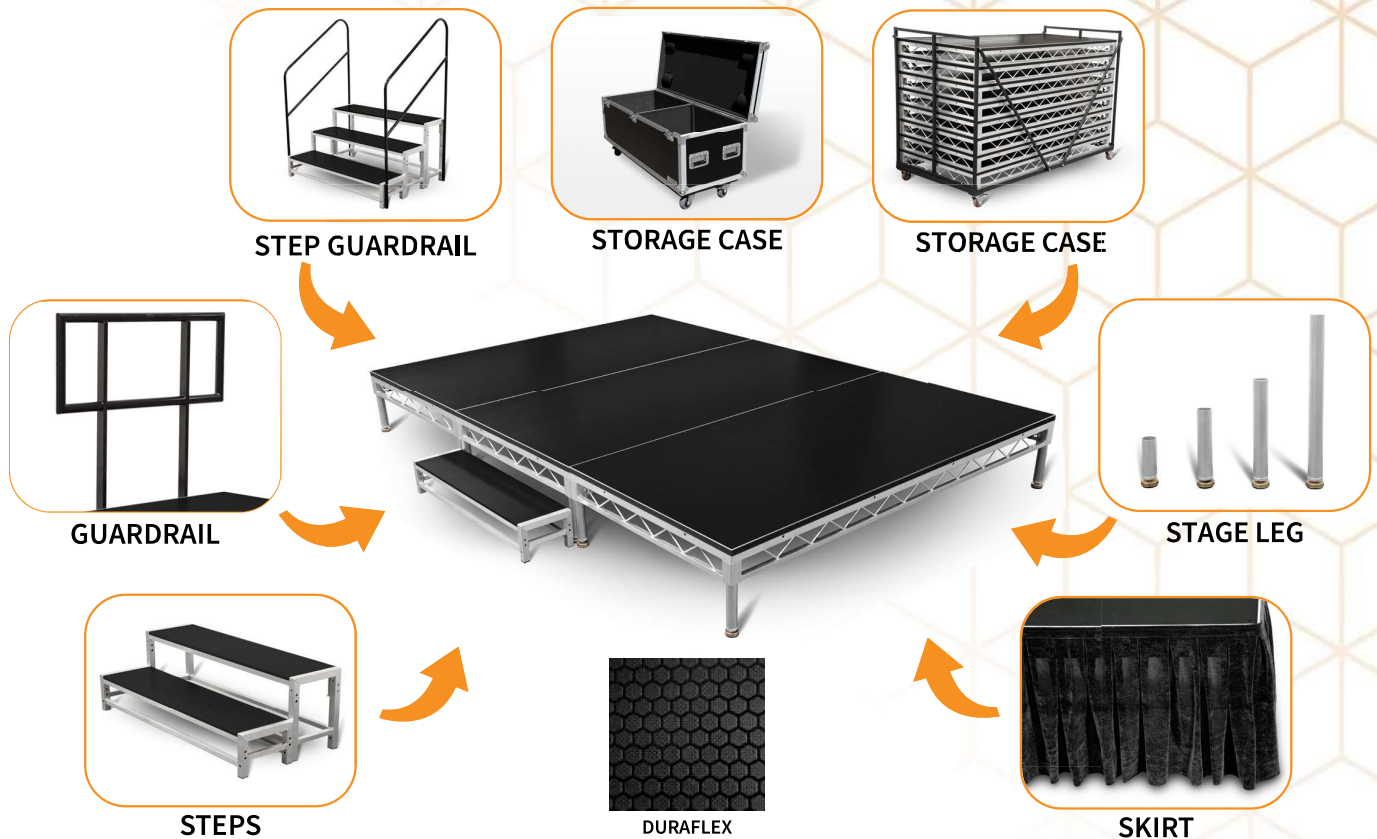 STEP GUARDRAIL
STORAGE CASE
STORAGE CASE
GUARDRAIL
STAGE LEG
STEPS
DURAFLEX
SKIRT